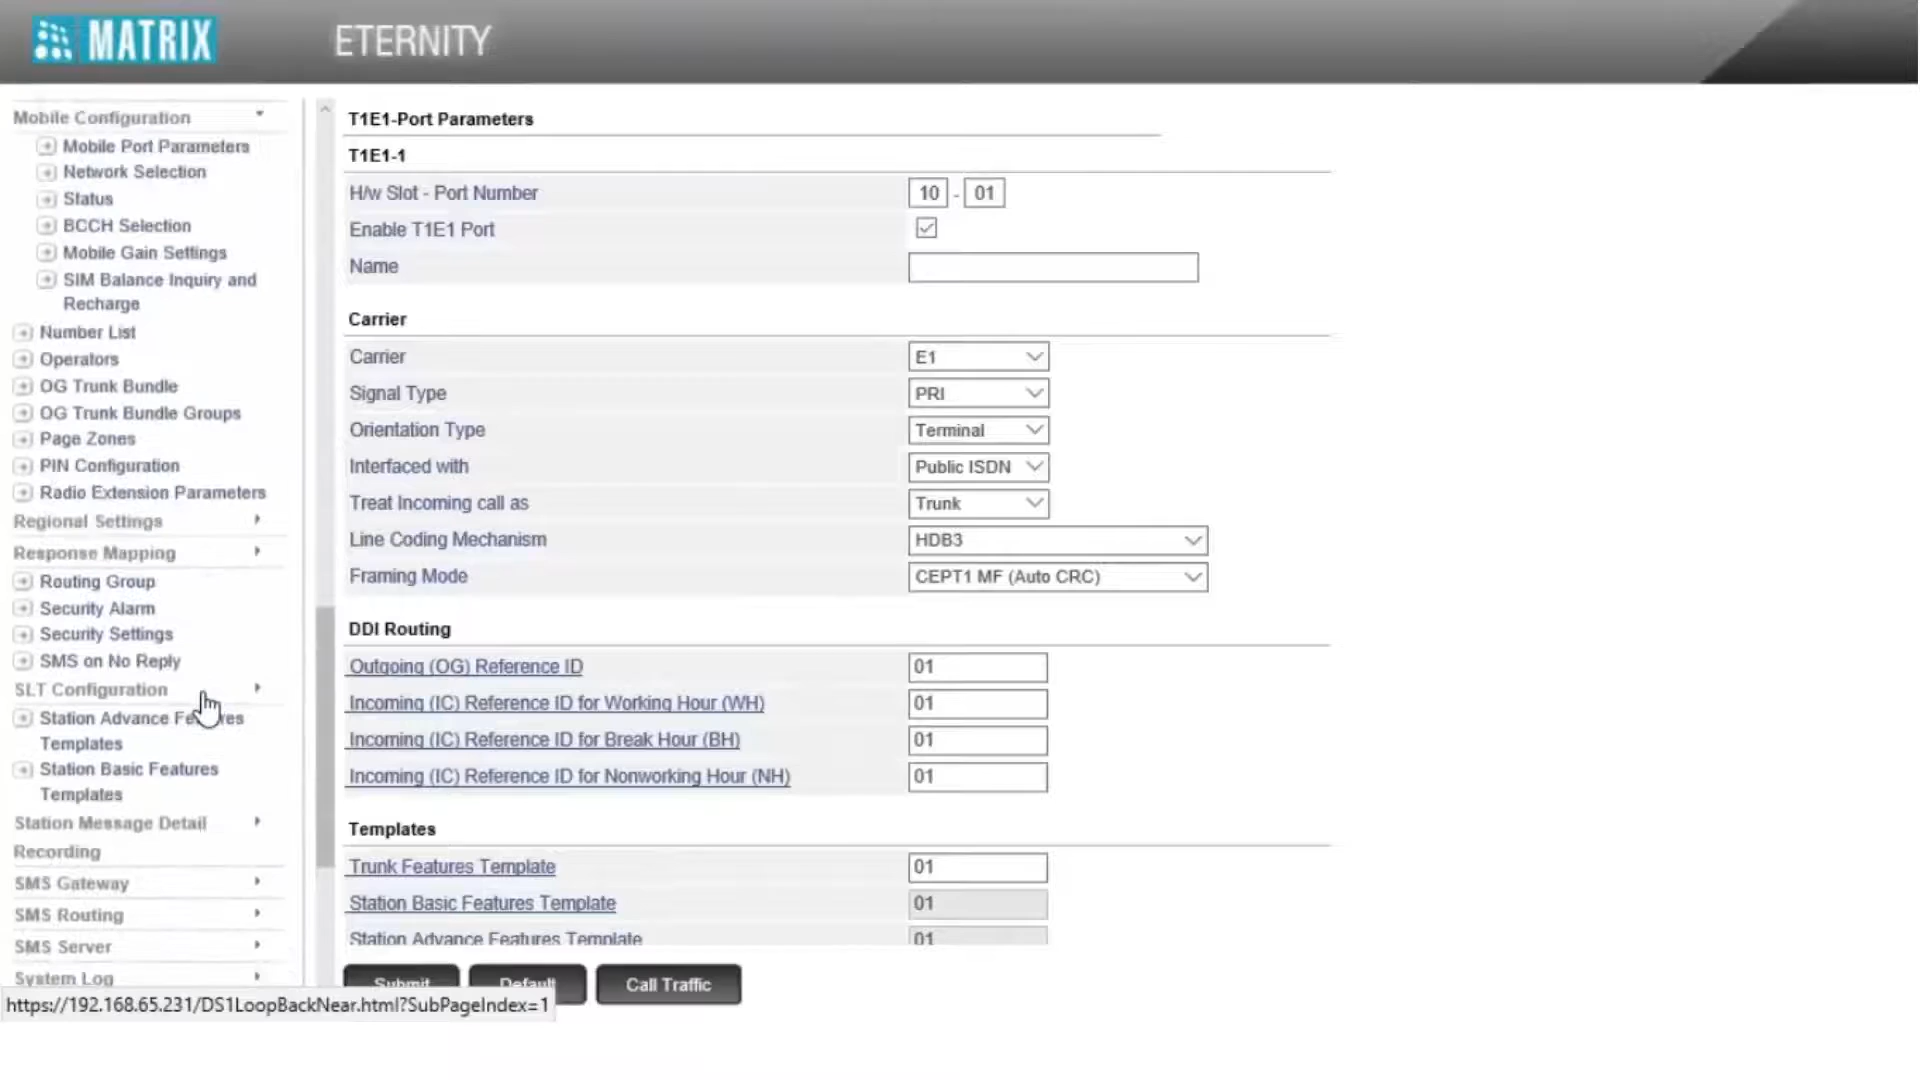 MATRIX
ETERNITY
Mobile Configuration
Mobile Port Parameters
Network Selection
Status
BCCH Selection
Mobile Gain Settings
SIM Balance Inquiry and
Recharge
Number List
Operators
OG Trunk Bundle
OG Trunk Bundle Groups
Page Zones
PIN Configuration
Radio Extension Parameters
Regional Settings
Response Mapping
Routing Group
Security Alarm
Security Settings
SMS on No Reply
SLT Configuration
Station Advance Features
Templates
Station Basic Features
Templates
Station Message Detail
Recording
SMS Gateway
SMS Routing
SMS Server
System Log
https://192.168.65.231/DS1LoopBackNear.html?SubPageIndex=1
T1E1-Port Parameters
T1E1-1
H/w Slot - Port Number 10 - 01
Enable T1E1 Port
Name
Carrier
Carrier E1
Signal Type PRI
Orientation Type Terminal
Interfaced with Public ISDN
Treat Incoming call as Trunk
Line Coding Mechanism HDB3
Framing Mode CEPT1 MF (Auto CRC)
DDI Routing
Outgoing (OG) Reference ID 01
Incoming (IC) Reference ID for Working Hour (WH) 01
Incoming (IC) Reference ID for Break Hour (BH) 01
Incoming (IC) Reference ID for Nonworking Hour (NH) 01
Templates
Trunk Features Template 01
Station Basic Features Template 01
Station Advance Features Template 01
Submit Default Call Traffic